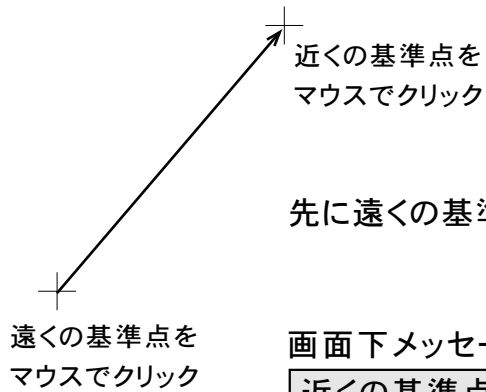 近くの基準点を
マウスでクリック
先に遠くの基準
遠くの基準点を
マウスでクリック
画面下メッセー
近くの基準点